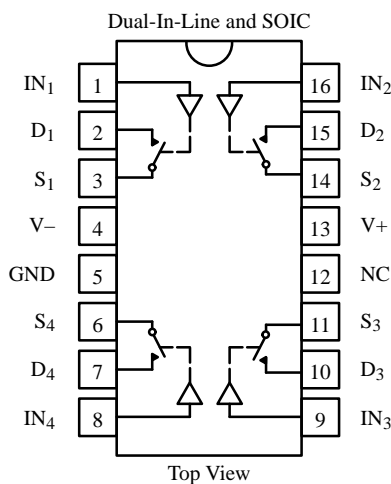 Dual-In-Line and SOIC
IN1 1 16 IN2
D1 2 15 D2
S1 3 14 S2
V– 4 13 V+
GND 5 12 NC
S4 6 11 S3
D4 7 10 D3
IN4 8 9 IN3
Top View